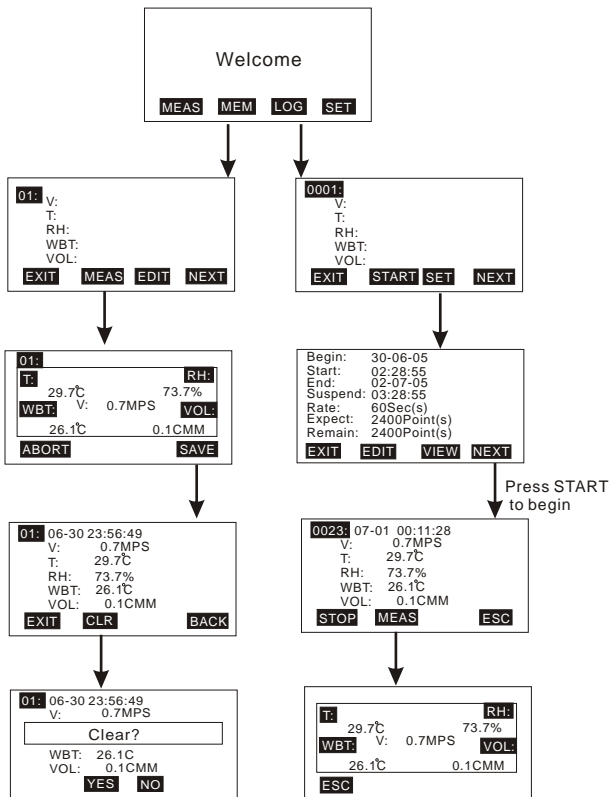 Welcome
MEAS MEM LOG SET
01:
V:
T:
RH:
WBT:
VOL:
EXIT MEAS EDIT NEXT
0001:
V:
T:
RH:
WBT:
VOL:
EXIT START SET NEXT
01:
T: RH:
29.7℃ 73.7%
WBT: V: 0.7MPS VOL:
26.1℃ 0.1CMM
ABORT SAVE
Begin: 30-06-05
Start: 02:28:55
End: 02-07-05
Suspend: 03:28:55
Rate: 60Sec(s)
Expect: 2400Point(s)
Remain: 2400Point(s)
EXIT EDIT VIEW NEXT
Press START
to begin
01: 06-30 23:56:49
V: 0.7MPS
T: 29.7℃
RH: 73.7%
WBT: 26.1℃
VOL: 0.1CMM
EXIT CLR BACK
0023: 07-01 00:11:28
V: 0.7MPS
T: 29.7℃
RH: 73.7%
WBT: 26.1℃
VOL: 0.1CMM
STOP MEAS ESC
01: 06-30 23:56:49
V: 0.7MPS
Clear?
WBT: 26.1C
VOL: 0.1CMM
YES NO
T: RH:
29.7℃ 73.7%
WBT: V: 0.7MPS VOL:
26.1℃ 0.1CMM
ESC